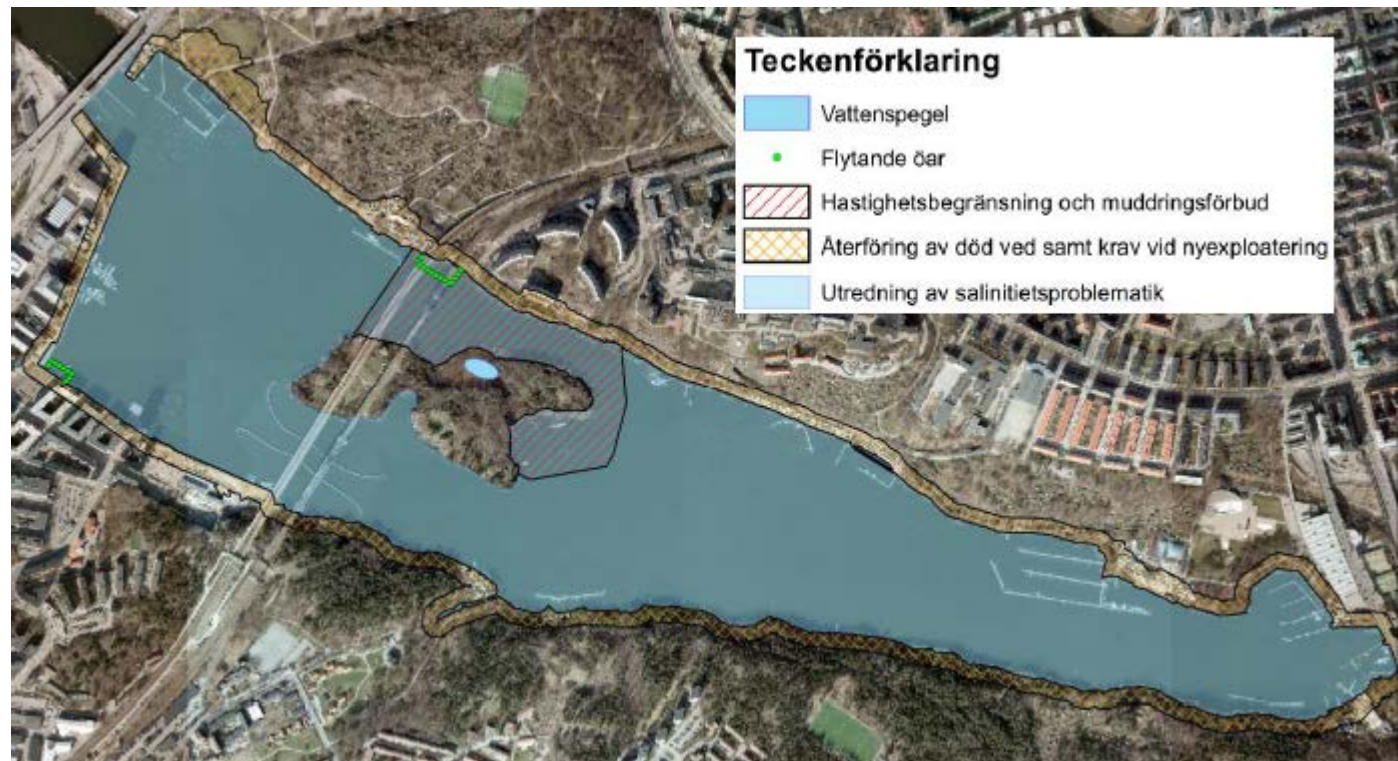 Teckenförklaring
Vattenspegel
Flytande öar
Hastighetsbegränsning och muddringsförbud
Återföring av död ved samt krav vid nyexploatering
Utredning av salinitietsproblematik